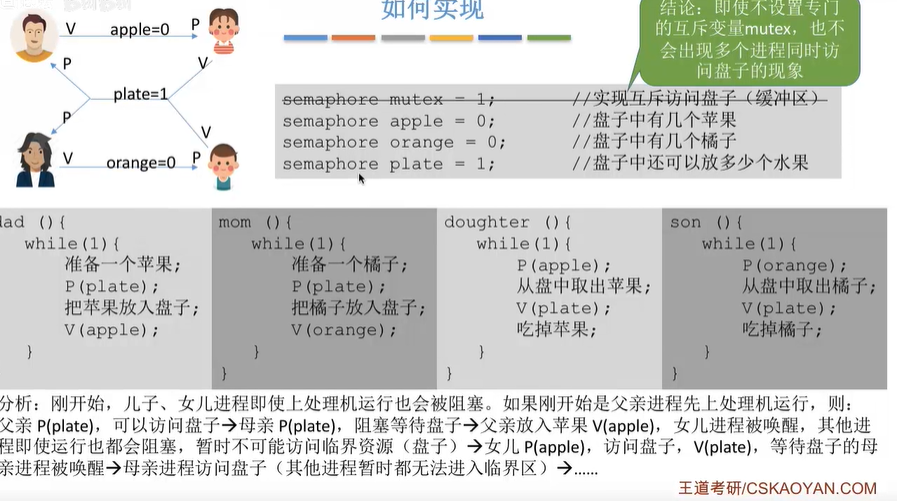 如何实现
结论：即使不设置专门
的互斥变量mutex，也不
会出现多个进程同时访
问盘子的现象
V apple=0 P
P V
plate=1
P V
V orange=0 P
semaphore mutex = 1; //实现互斥访问盘子（缓冲区）
semaphore apple = 0; //盘子中有几个苹果
semaphore orange = 0; //盘子中有几个橘子
semaphore plate = 1; //盘子中还可以放多少个水果
dad (){
while(1){
准备一个苹果;
P(plate);
把苹果放入盘子;
V(apple);
}
mom (){
while(1){
准备一个橘子;
P(plate);
把橘子放入盘子;
V(orange);
}
}
doughter (){
while(1){
P(apple);
从盘中取出苹果;
V(plate);
吃掉苹果;
}
}
son (){
while(1){
P(orange);
从盘中取出橘子;
V(plate);
吃掉橘子;
}
}
分析：刚开始，儿子、女儿进程即使上处理机运行也会被阻塞。如果刚开始是父亲进程先上处理机运行，则：
父亲 P(plate)，可以访问盘子→母亲 P(plate)，阻塞等待盘子→父亲放入苹果 V(apple)，女儿进程被唤醒，其他进
程即使运行也都会阻塞，暂时不可能访问临界资源（盘子）→女儿 P(apple)，访问盘子，V(plate)，等待盘子的母
亲进程被唤醒→母亲进程访问盘子（其他进程暂时都无法进入临界区）→......
王道考研/CSKAOYAN.COM